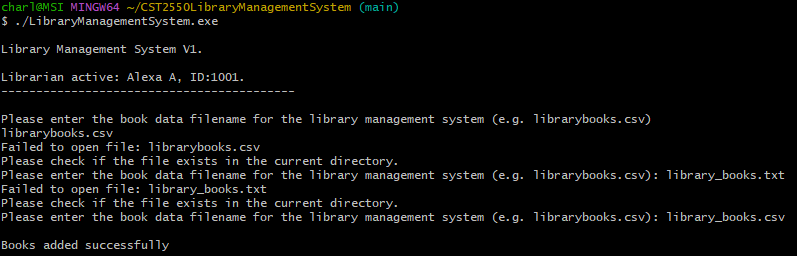 charl@MSI MINGW64 ~/CST2550LibraryManagementSystem (main)
$ ./LibraryManagementSystem.exe
Library Management System V1.
Librarian active: Alexa A, ID:1001.
------------------------------------------
Please enter the book data filename for the library management system (e.g. librarybooks.csv)
librarybooks.csv
Failed to open file: librarybooks.csv
Please check if the file exists in the current directory.
Please enter the book data filename for the library management system (e.g. librarybooks.csv): library_books.txt
Failed to open file: library_books.txt
Please check if the file exists in the current directory.
Please enter the book data filename for the library management system (e.g. librarybooks.csv): library_books.csv
Books added successfully